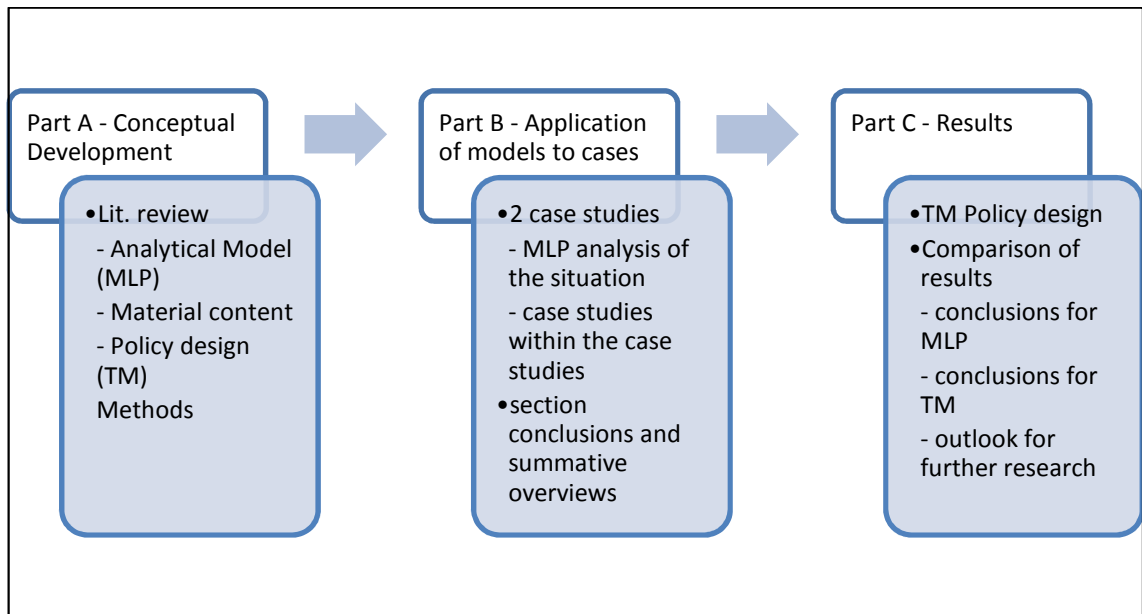 Part A - Conceptual
Development
•Lit. review
- Analytical Model
(MLP)
- Material content
- Policy design
(TM)
Methods
Part B - Application
of models to cases
•2 case studies
- MLP analysis of
the situation
- case studies
within the case
studies
•section
conclusions and
summative
overviews
Part C - Results
•TM Policy design
•Comparison of
results
- conclusions for
MLP
- conclusions for
TM
- outlook for
further research